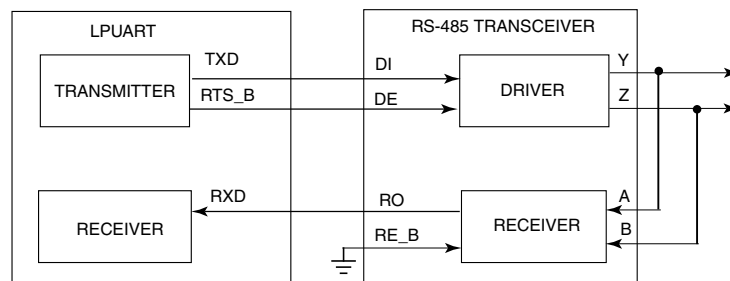 LPUART
RS-485 TRANSCEIVER
TRANSMITTER
TXD
DI
DRIVER
Y
RTS_B
DE
Z
RECEIVER
RXD
RO
RECEIVER
A
RE_B
B